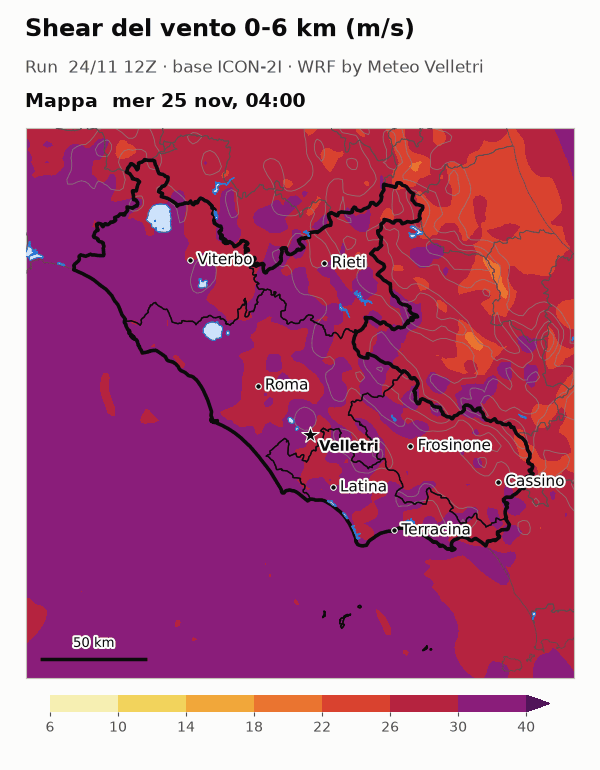 Shear del vento 0-6 km (m/s)
Run  24/11 12Z · base ICON-2I · WRF by Meteo Velletri
Mappa  mer 25 nov, 04:00
Viterbo
Rieti
Roma
Velletri
Frosinone
Latina
Cassino
Terracina
50 km
6 10 14 18 22 26 30 40